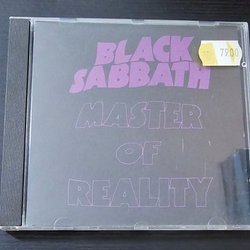 BLACK
SABBATH
MASTER
OF
REALITY